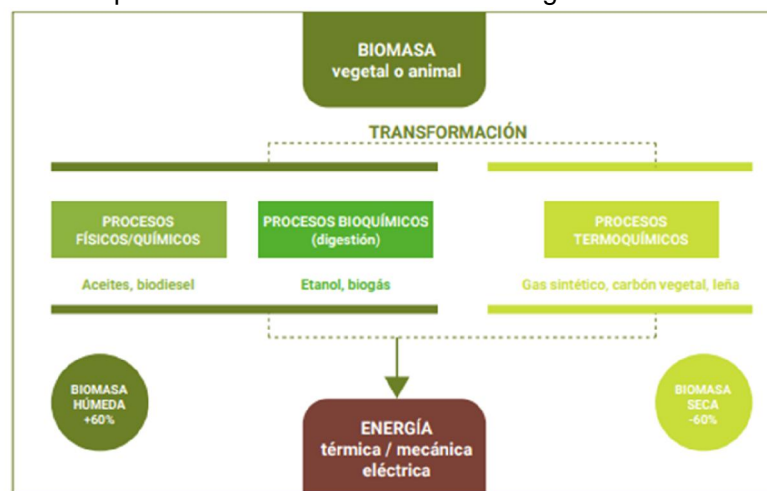 BIOMASA
vegetal o animal
TRANSFORMACIÓN
PROCESOS
FÍSICOS/QUÍMICOS
PROCESOS BIOQUÍMICOS
(digestión)
PROCESOS
TERMOQUÍMICOS
Aceites, biodiesel
Etanol, biogás
Gas sintético, carbón vegetal, leña
BIOMASA
HÚMEDA
+60%
BIOMASA
SECA
-60%
ENERGÍA
térmica / mecánica
eléctrica